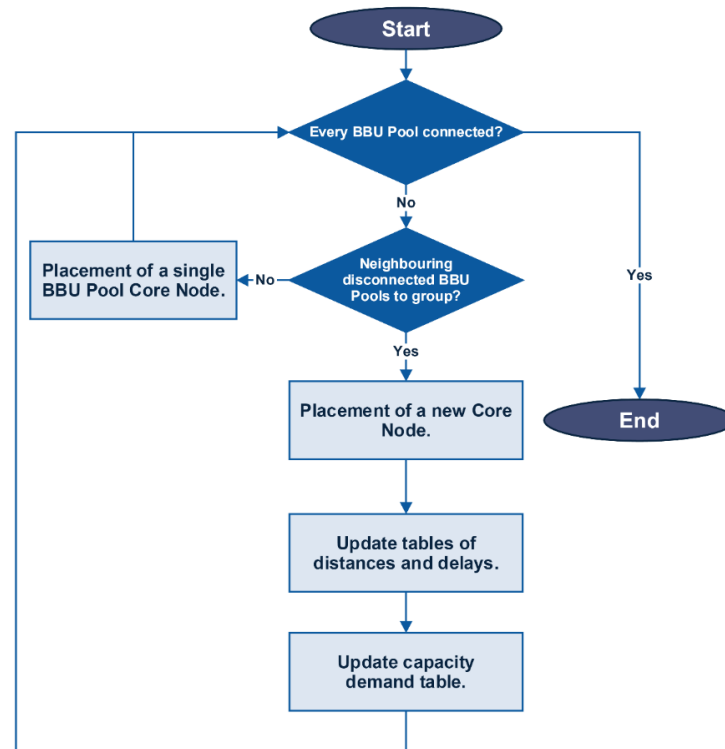 Start
Every BBU Pool connected?
No
Neighbouring
disconnected BBU
Pools to group?
No
Placement of a single
BBU Pool Core Node.
Yes
Yes
Placement of a new Core
Node.
End
Update tables of
distances and delays.
Update capacity
demand table.